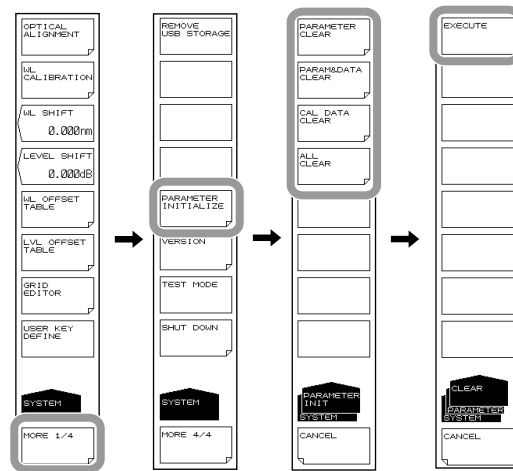 OPTICAL
ALIGNMENT
WL
CALIBRATION
WL SHIFT
0.000nm
LEVEL SHIFT
0.000dB
WL OFFSET
TABLE
LVL OFFSET
TABLE
GRID
EDITOR
USER KEY
DEFINE
SYSTEM
MORE 1/4
REMOVE
USB STORAGE
PARAMETER
INITIALIZE
VERSION
TEST MODE
SHUT DOWN
SYSTEM
MORE 4/4
PARAMETER
CLEAR
PARAM&DATA
CLEAR
CAL DATA
CLEAR
ALL
CLEAR
PARAMETER
INIT
SYSTEM
CANCEL
EXECUTE
CLEAR
PARAMETER
SYSTEM
CANCEL